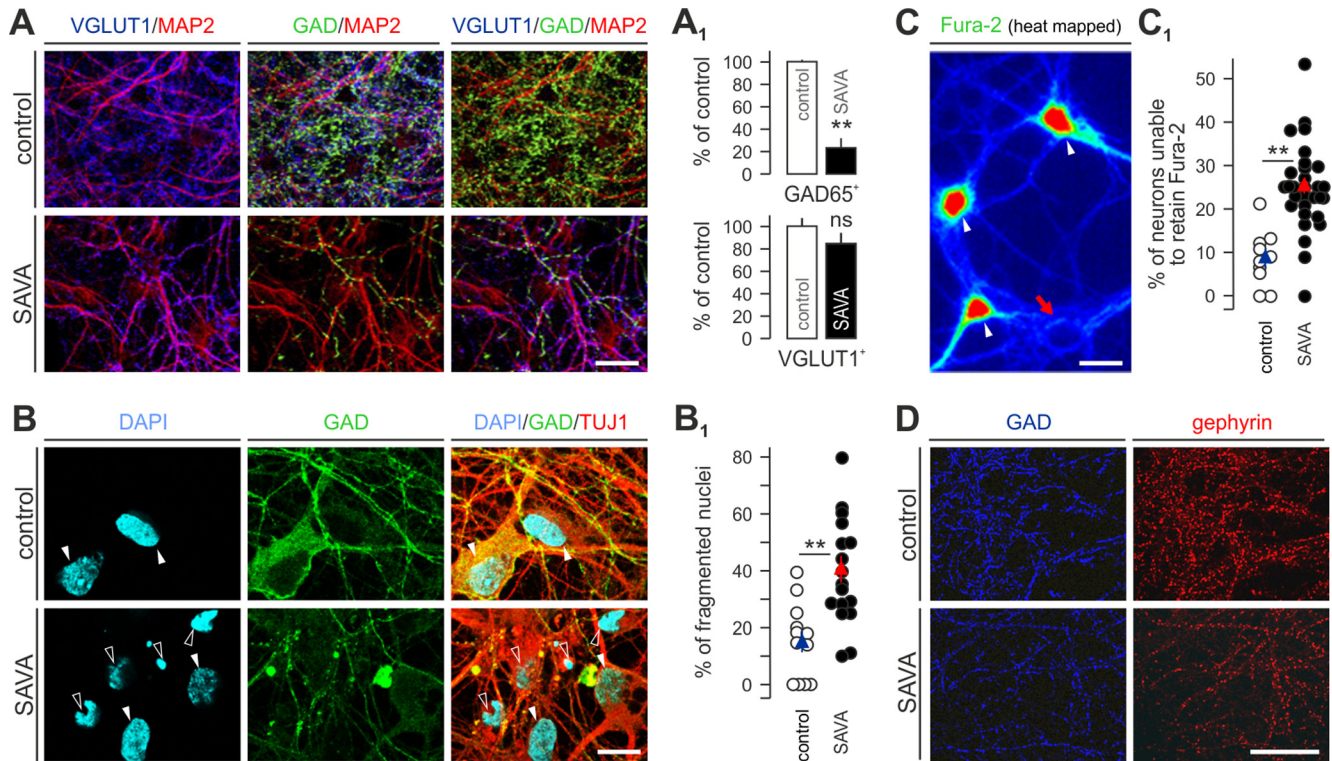 A
VGLUT1/MAP2
GAD/MAP2
VGLUT1/GAD/MAP2
control
SAVA
A1
% of control
100
80
60
40
20
0
control
SAVA
**
GAD65+
% of control
100
80
60
40
20
0
control
SAVA
ns
VGLUT1+
C
Fura-2 (heat mapped)
C1
% of neurons unable
to retain Fura-2
50
40
30
20
10
0
**
control
SAVA
B
DAPI
GAD
DAPI/GAD/TUJ1
control
SAVA
B1
% of fragmented nuclei
80
60
40
20
0
**
control
SAVA
D
GAD
gephyrin
control
SAVA